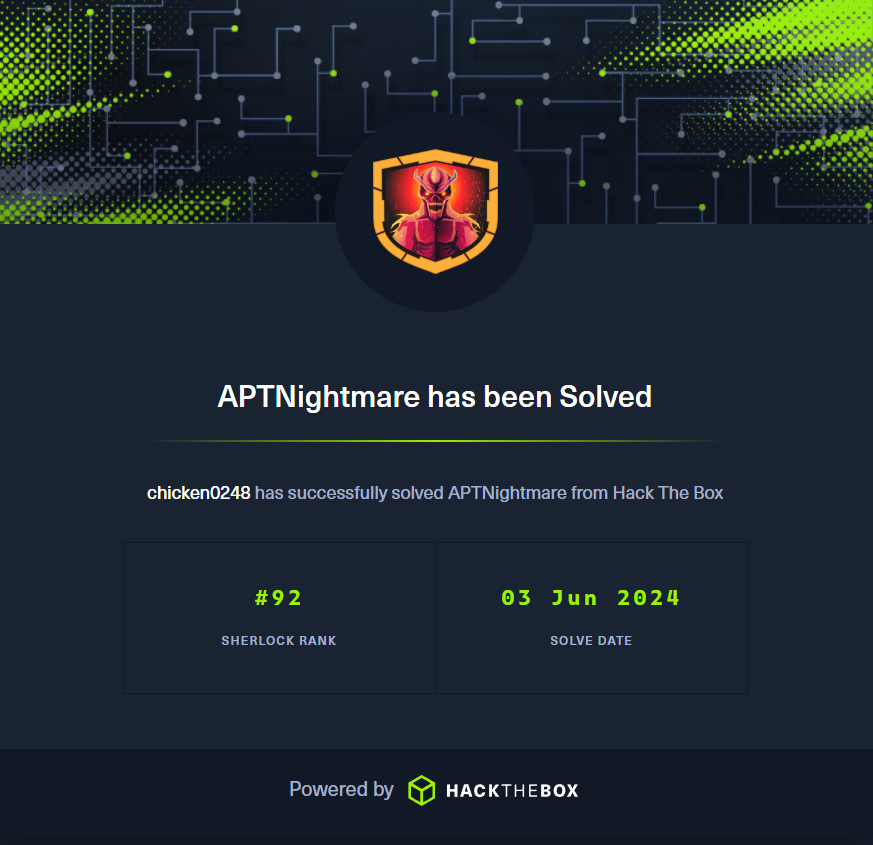 APTNightmare has been Solved
chicken0248 has successfully solved APTNightmare from Hack The Box
#92
SHERLOCK RANK
03 Jun 2024
SOLVE DATE
Powered by HACKTHEBOX